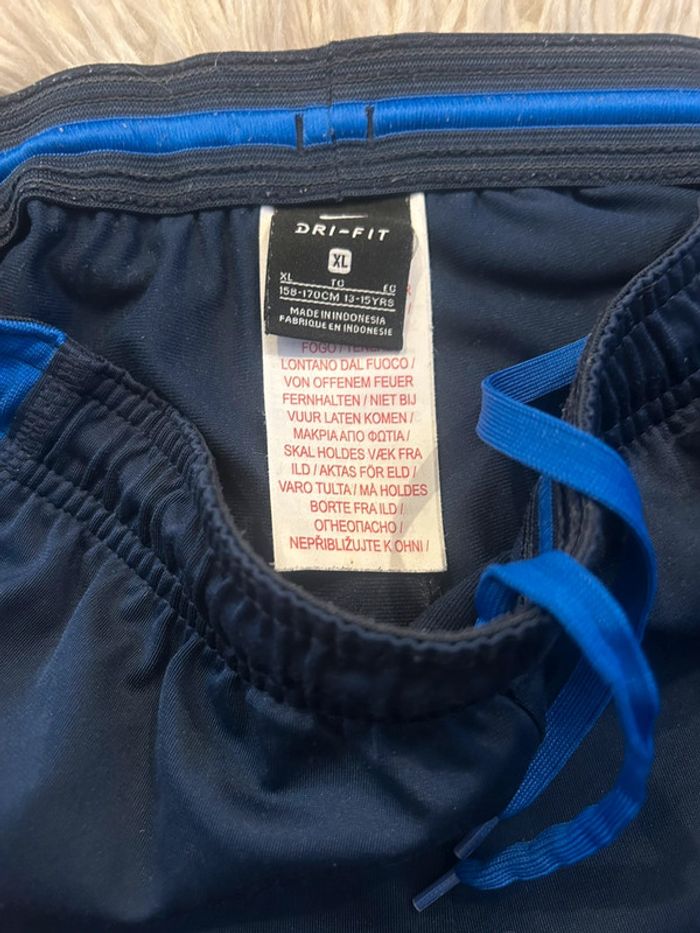 DRI-FIT
XL
XL TG EG
158-170CM 13-15YRS
MADE IN INDONESIA
FABRIQUE EN INDONESIE
LONTANO DAL FUOCO /
VON OFFENEM FEUER
FERNHALTEN / NIET BIJ
VUUR LATEN KOMEN /
ΜΑΚΡΙΑ ΑΠΟ ΦΩΤΙΑ /
SKAL HOLDES VÆK FRA
ILD / AKTAS FÖR ELD /
VARO TULTA / MÅ HOLDES
BORTE FRA ILD /
ОГНЕОПАСНО /
NEPŘIBLIŽUJTE K OHNI /